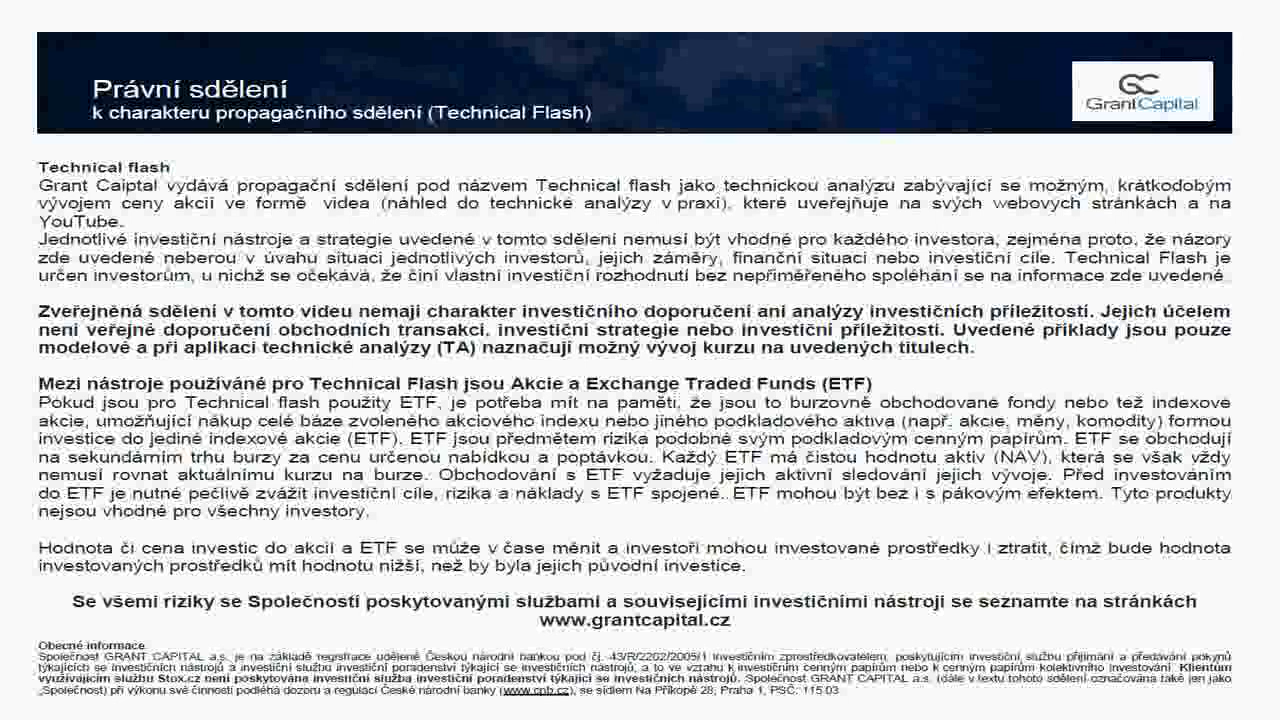 Právní sdělení
k charakteru propagačního sdělení (Technical Flash)
GC
GrantCapital
Technical flash
Grant Caiptal vydává propagační sdělení pod názvem Technical flash jako technickou analýzu zabývající se možným, krátkodobým
vývojem ceny akcií ve formě videa (náhled do technické analýzy v praxi), které uveřejňuje na svých webových stránkách a na
YouTube.
Jednotlivé investiční nástroje a strategie uvedené v tomto sdělení nemusí být vhodné pro každého investora, zejména proto, že názory
zde uvedené neberou v úvahu situaci jednotlivých investorů, jejich záměry, finanční situaci nebo investiční cíle. Technical Flash je
určen investorům, u nichž se očekává, že činí vlastní investiční rozhodnutí bez nepřiměřeného spoléhání se na informace zde uvedené.
Zveřejněná sdělení v tomto videu nemají charakter investičního doporučení ani analýzy investičních příležitostí. Jejich účelem
není veřejné doporučení obchodních transakcí, investiční strategie nebo investiční příležitosti. Uvedené příklady jsou pouze
modelové a při aplikaci technické analýzy (TA) naznačují možný vývoj kurzu na uvedených titulech.
Mezi nástroje používáné pro Technical Flash jsou Akcie a Exchange Traded Funds (ETF)
Pokud jsou pro Technical flash použity ETF, je potřeba mít na paměti, že jsou to burzovně obchodované fondy nebo též indexové
akcie, umožňující nákup celé báze zvoleného akciového indexu nebo jiného podkladového aktiva (např. akcie, měny, komodity) formou
investice do jediné indexové akcie (ETF). ETF jsou předmětem rizika podobné svým podkladovým cenným papírům. ETF se obchodují
na sekundárním trhu burzy za cenu určenou nabídkou a poptávkou. Každý ETF má čistou hodnotu aktiv (NAV), která se však vždy
nemusí rovnat aktuálnímu kurzu na burze. Obchodování s ETF vyžaduje jejich aktivní sledování jejich vývoje. Před investováním
do ETF je nutné pečlivě zvážit investiční cíle, rizika a náklady s ETF spojené. ETF mohou být bez i s pákovým efektem. Tyto produkty
nejsou vhodné pro všechny investory.
Hodnota či cena investic do akcií a ETF se může v čase měnit a investoři mohou investované prostředky i ztratit, čímž bude hodnota
investovaných prostředků mít hodnotu nižší, než by byla jejich původní investice.
Se všemi riziky se Společností poskytovanými službami a souvisejícími investičními nástroji se seznamte na stránkách
www.grantcapital.cz
Obecné informace
Společnost GRANT CAPITAL a.s. je na základě registrace udělené Českou národní bankou pod čj. 43/R/2202/2005/1 investičním zprostředkovatelem, poskytujícím investiční službu přijímání a předávání pokynů
týkajících se investičních nástrojů a investiční službu investiční poradenství týkající se investičních nástrojů, a to ve vztahu k investičním cenným papírům nebo k cenným papírům kolektivního investování. Klientům
využívajícím službu Stox.cz není poskytována investiční služba investiční poradenství týkající se investičních nástrojů. Společnost GRANT CAPITAL a.s. (dále v textu tohoto sdělení označována také jen jako
„Společnost) při výkonu své činnosti podléhá dozoru a regulaci České národní banky (www.cnb.cz), se sídlem Na Příkopě 28, Praha 1, PSČ: 115 03